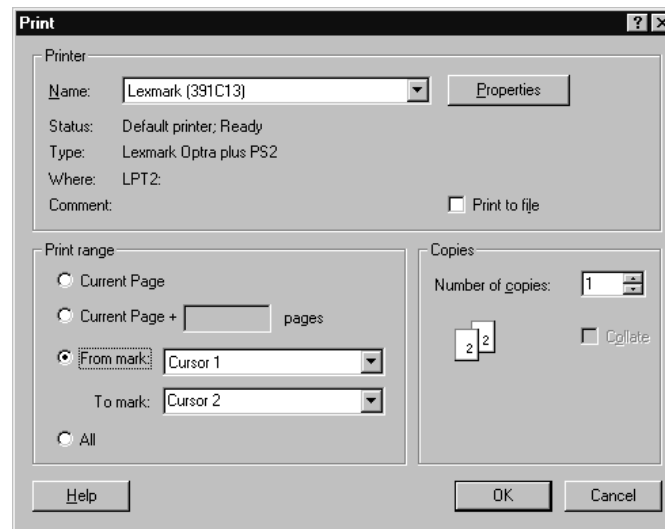 Print
Printer
Name: Lexmark (391C13) Properties
Status: Default printer; Ready
Type: Lexmark Optra plus PS2
Where: LPT2:
Comment: Print to file
Print range
Current Page
Current Page + pages
From mark: Cursor 1
To mark: Cursor 2
All
Copies
Number of copies: 1
2 2
Collate
Help OK Cancel